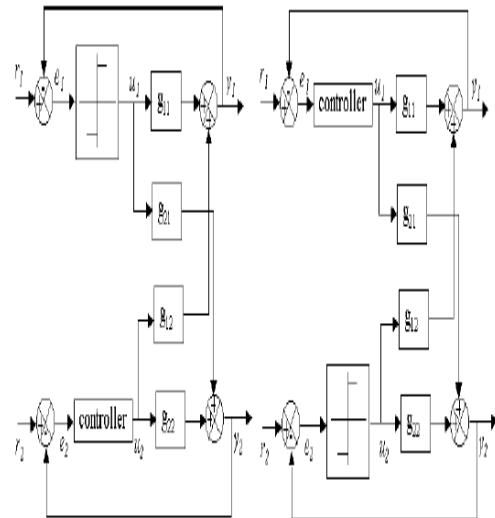 r1 e1 u1 g11 y1
g21
g12
r2 e2 controller u2 g22 y2
r1 e1 controller u1 g11 y1
g21
g12
r2 e2 u2 g22 y2